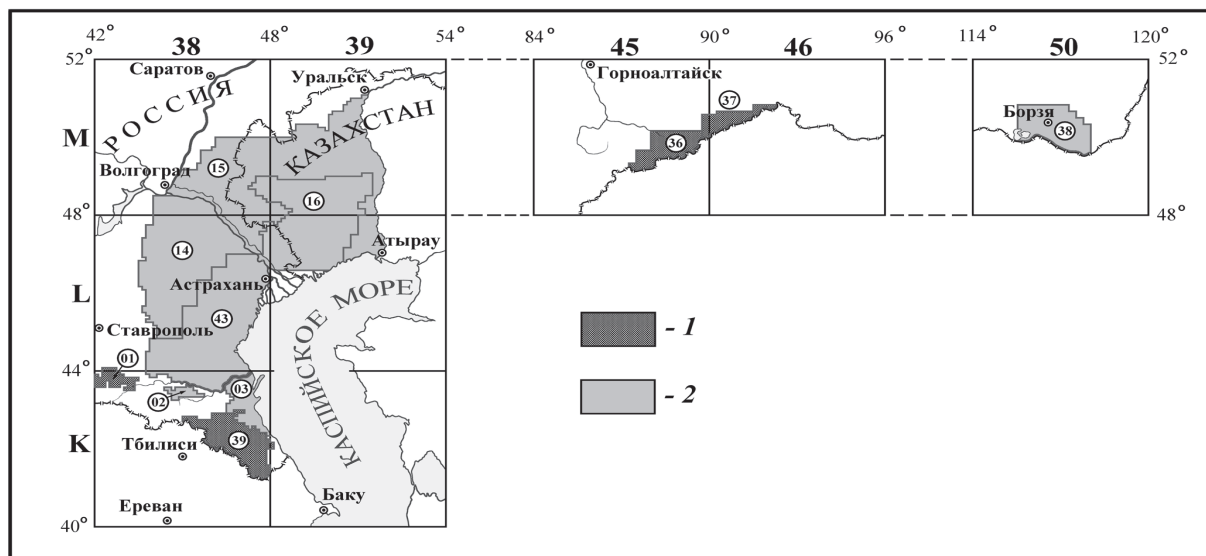 42° 38 48° 39 54° 84° 45 90° 46 96° 114° 50 120°
52° 52°
Саратов
Уральск
РОССИЯ
КАЗАХСТАН
Горноалтайск
37
36
Борзя
38
M
15
Волгоград
16
48° 48°
14
Атырау
Астрахань
L
43
КАСПИЙСКОЕ МОРЕ
Ставрополь
- 1
01
44°
03
02
- 2
K
Тбилиси
39
Баку
Ереван
40°